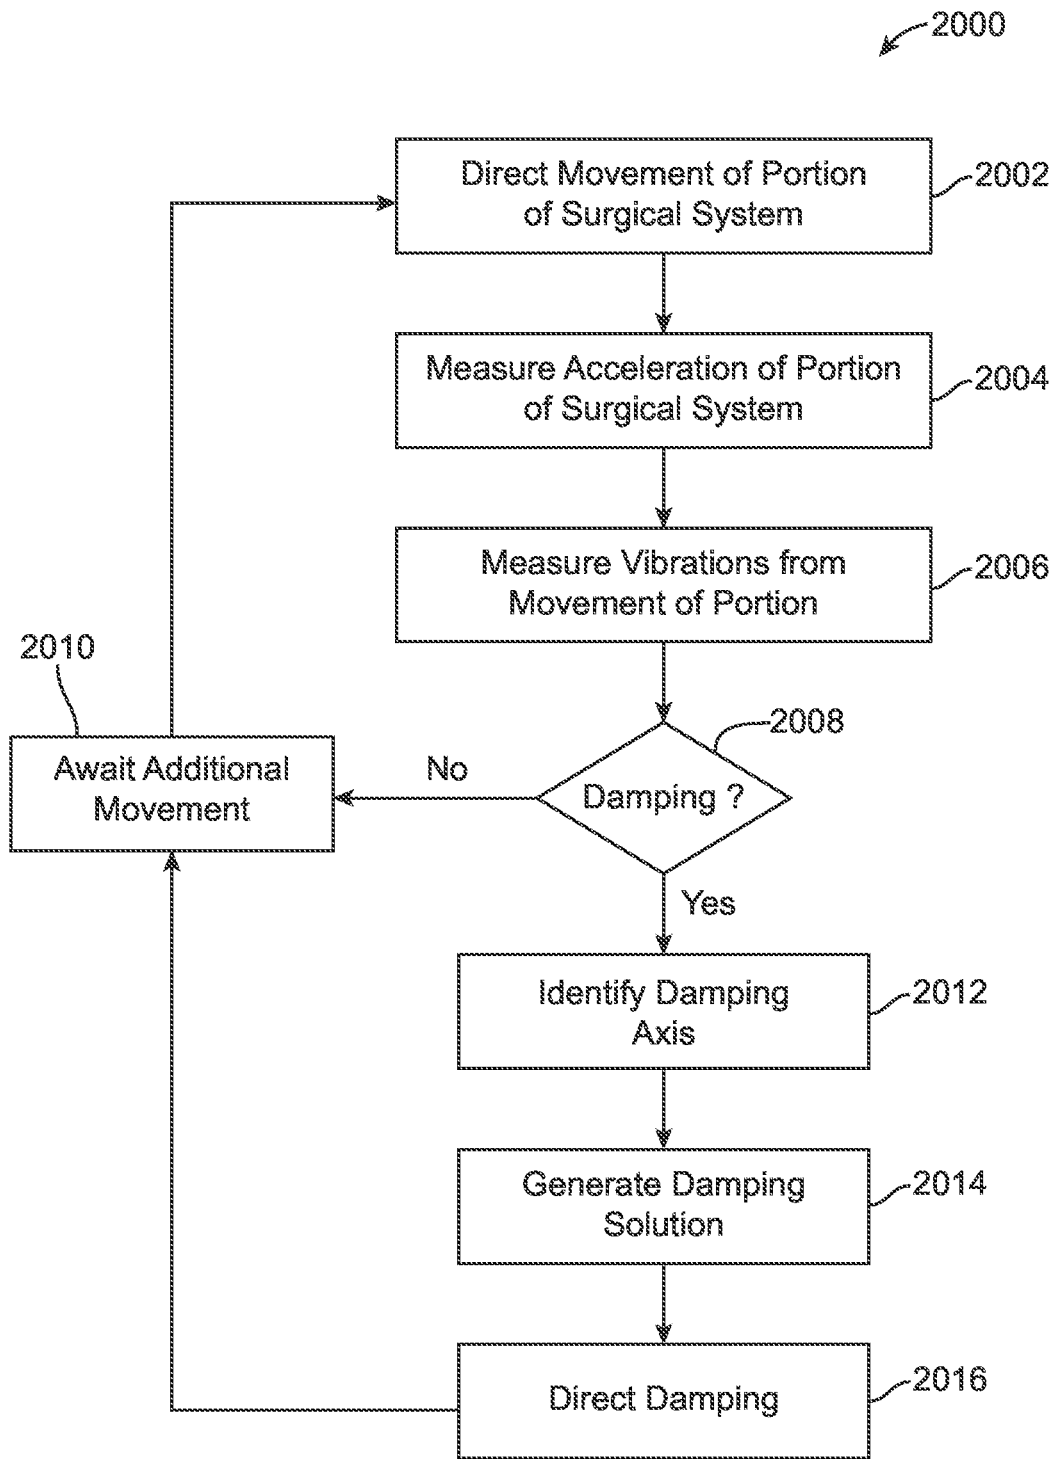 2000
Direct Movement of Portion
of Surgical System
2002
Measure Acceleration of Portion
of Surgical System
2004
Measure Vibrations from
Movement of Portion
2006
2010
Await Additional
Movement
No
Damping ?
2008
Yes
Identify Damping
Axis
2012
Generate Damping
Solution
2014
Direct Damping
2016